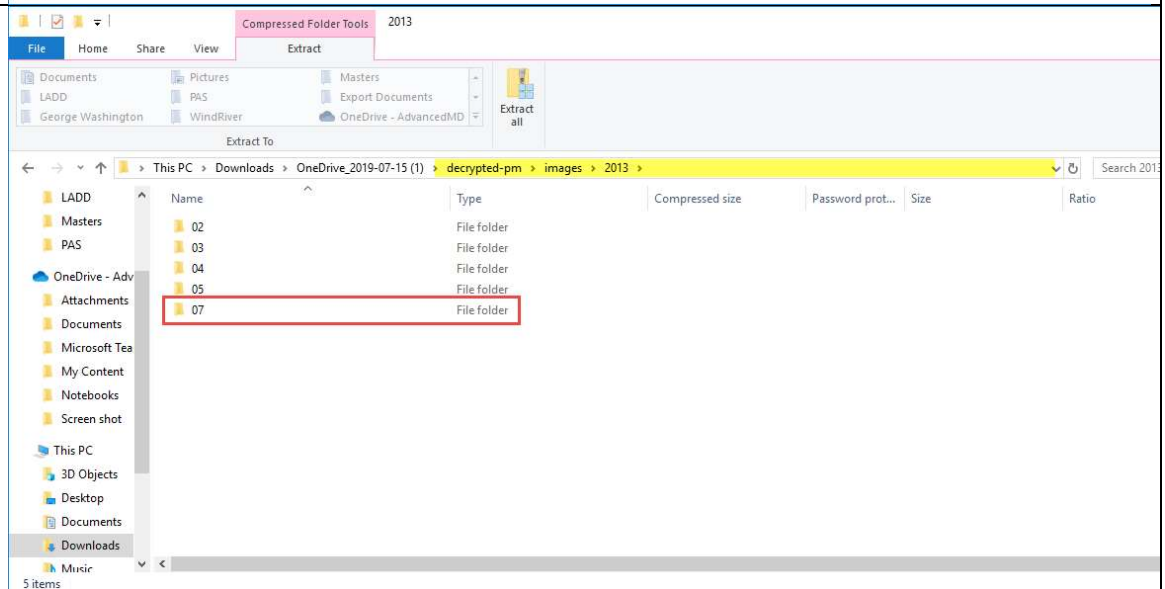 Compressed Folder Tools 2013
File Home Share View Extract
Documents Pictures Masters
LADD PAS Export Documents
George Washington WindRiver OneDrive - AdvancedMD
Extract all
Extract To
This PC > Downloads > OneDrive_2019-07-15 (1) > decrypted-pm > images > 2013 >
Search 2013
Name Type Compressed size Password prot... Size Ratio
02 File folder
03 File folder
04 File folder
05 File folder
07 File folder
LADD
Masters
PAS
OneDrive - Adv
Attachments
Documents
Microsoft Tea
My Content
Notebooks
Screen shot
This PC
3D Objects
Desktop
Documents
Downloads
Music
5 items